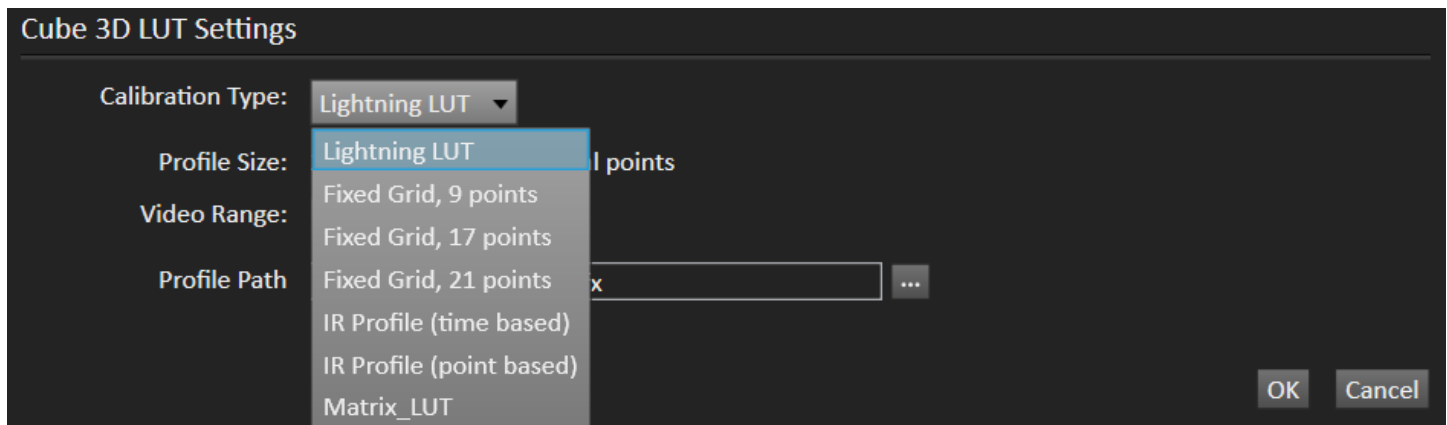 Cube 3D LUT Settings
Calibration Type: Lightning LUT
Lightning LUT
Profile Size: l points
Fixed Grid, 9 points
Video Range:
Fixed Grid, 17 points
Profile Path x ...
Fixed Grid, 21 points
IR Profile (time based)
IR Profile (point based)
Matrix_LUT
OK Cancel